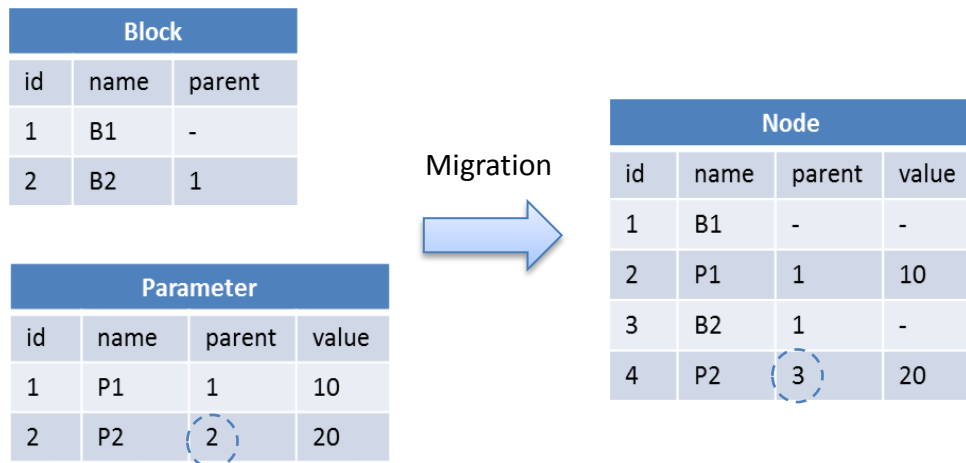 Block
id name parent
1 B1 -
2 B2 1
Parameter
id name parent value
1 P1 1 10
2 P2 2 20
Migration
Node
id name parent value
1 B1 - -
2 P1 1 10
3 B2 1 -
4 P2 3 20